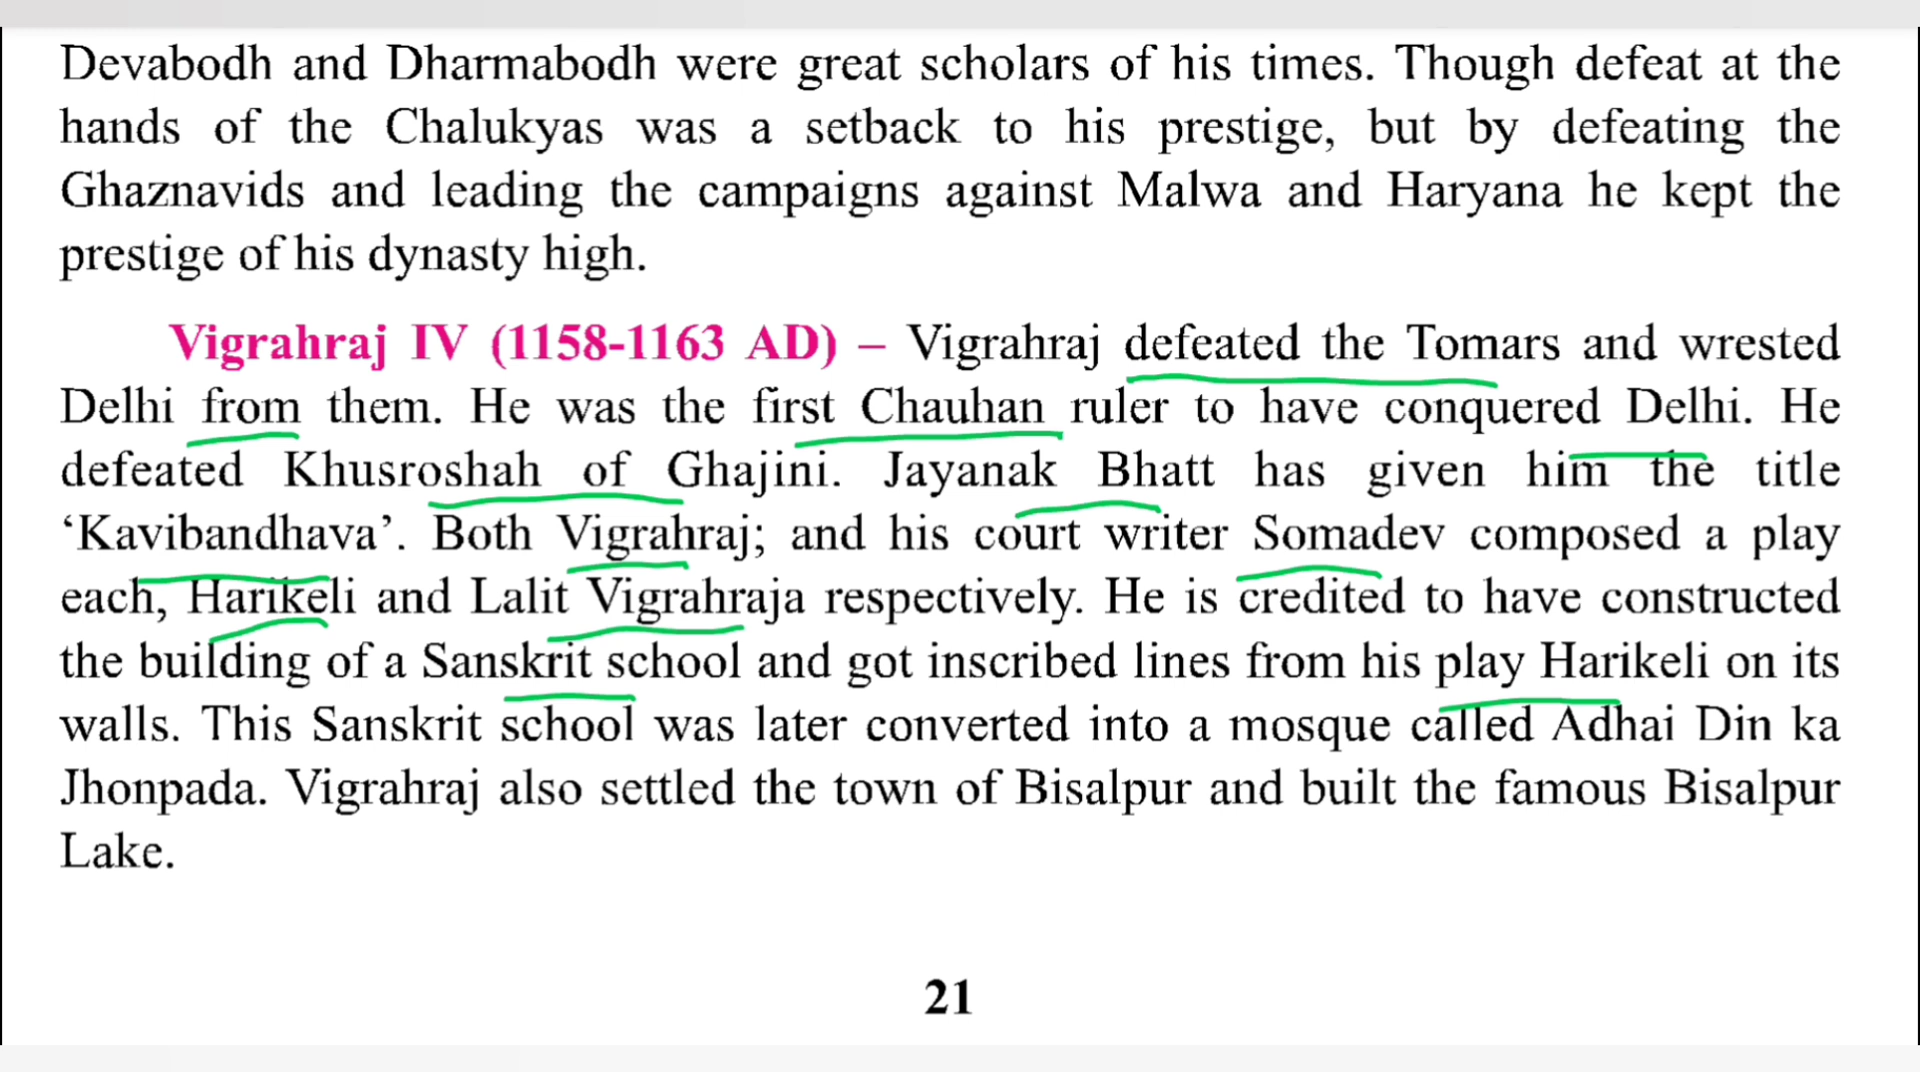 Devabodh and Dharmabodh were great scholars of his times. Though defeat at the
hands of the Chalukyas was a setback to his prestige, but by defeating the
Ghaznavids and leading the campaigns against Malwa and Haryana he kept the
prestige of his dynasty high.
Vigrahraj IV (1158-1163 AD) – Vigrahraj defeated the Tomars and wrested
Delhi from them. He was the first Chauhan ruler to have conquered Delhi. He
defeated Khusroshah of Ghajini. Jayanak Bhatt has given him the title
‘Kavibandhava’. Both Vigrahraj; and his court writer Somadev composed a play
each, Harikeli and Lalit Vigrahraja respectively. He is credited to have constructed
the building of a Sanskrit school and got inscribed lines from his play Harikeli on its
walls. This Sanskrit school was later converted into a mosque called Adhai Din ka
Jhonpada. Vigrahraj also settled the town of Bisalpur and built the famous Bisalpur
Lake.
21